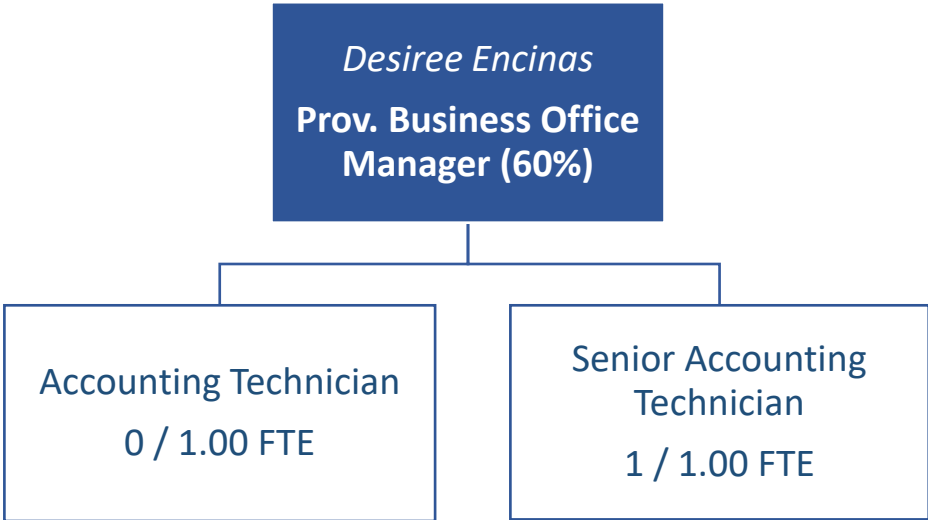 Desiree Encinas
Prov. Business Office
Manager (60%)
Accounting Technician
0 / 1.00 FTE
Senior Accounting
Technician
1 / 1.00 FTE